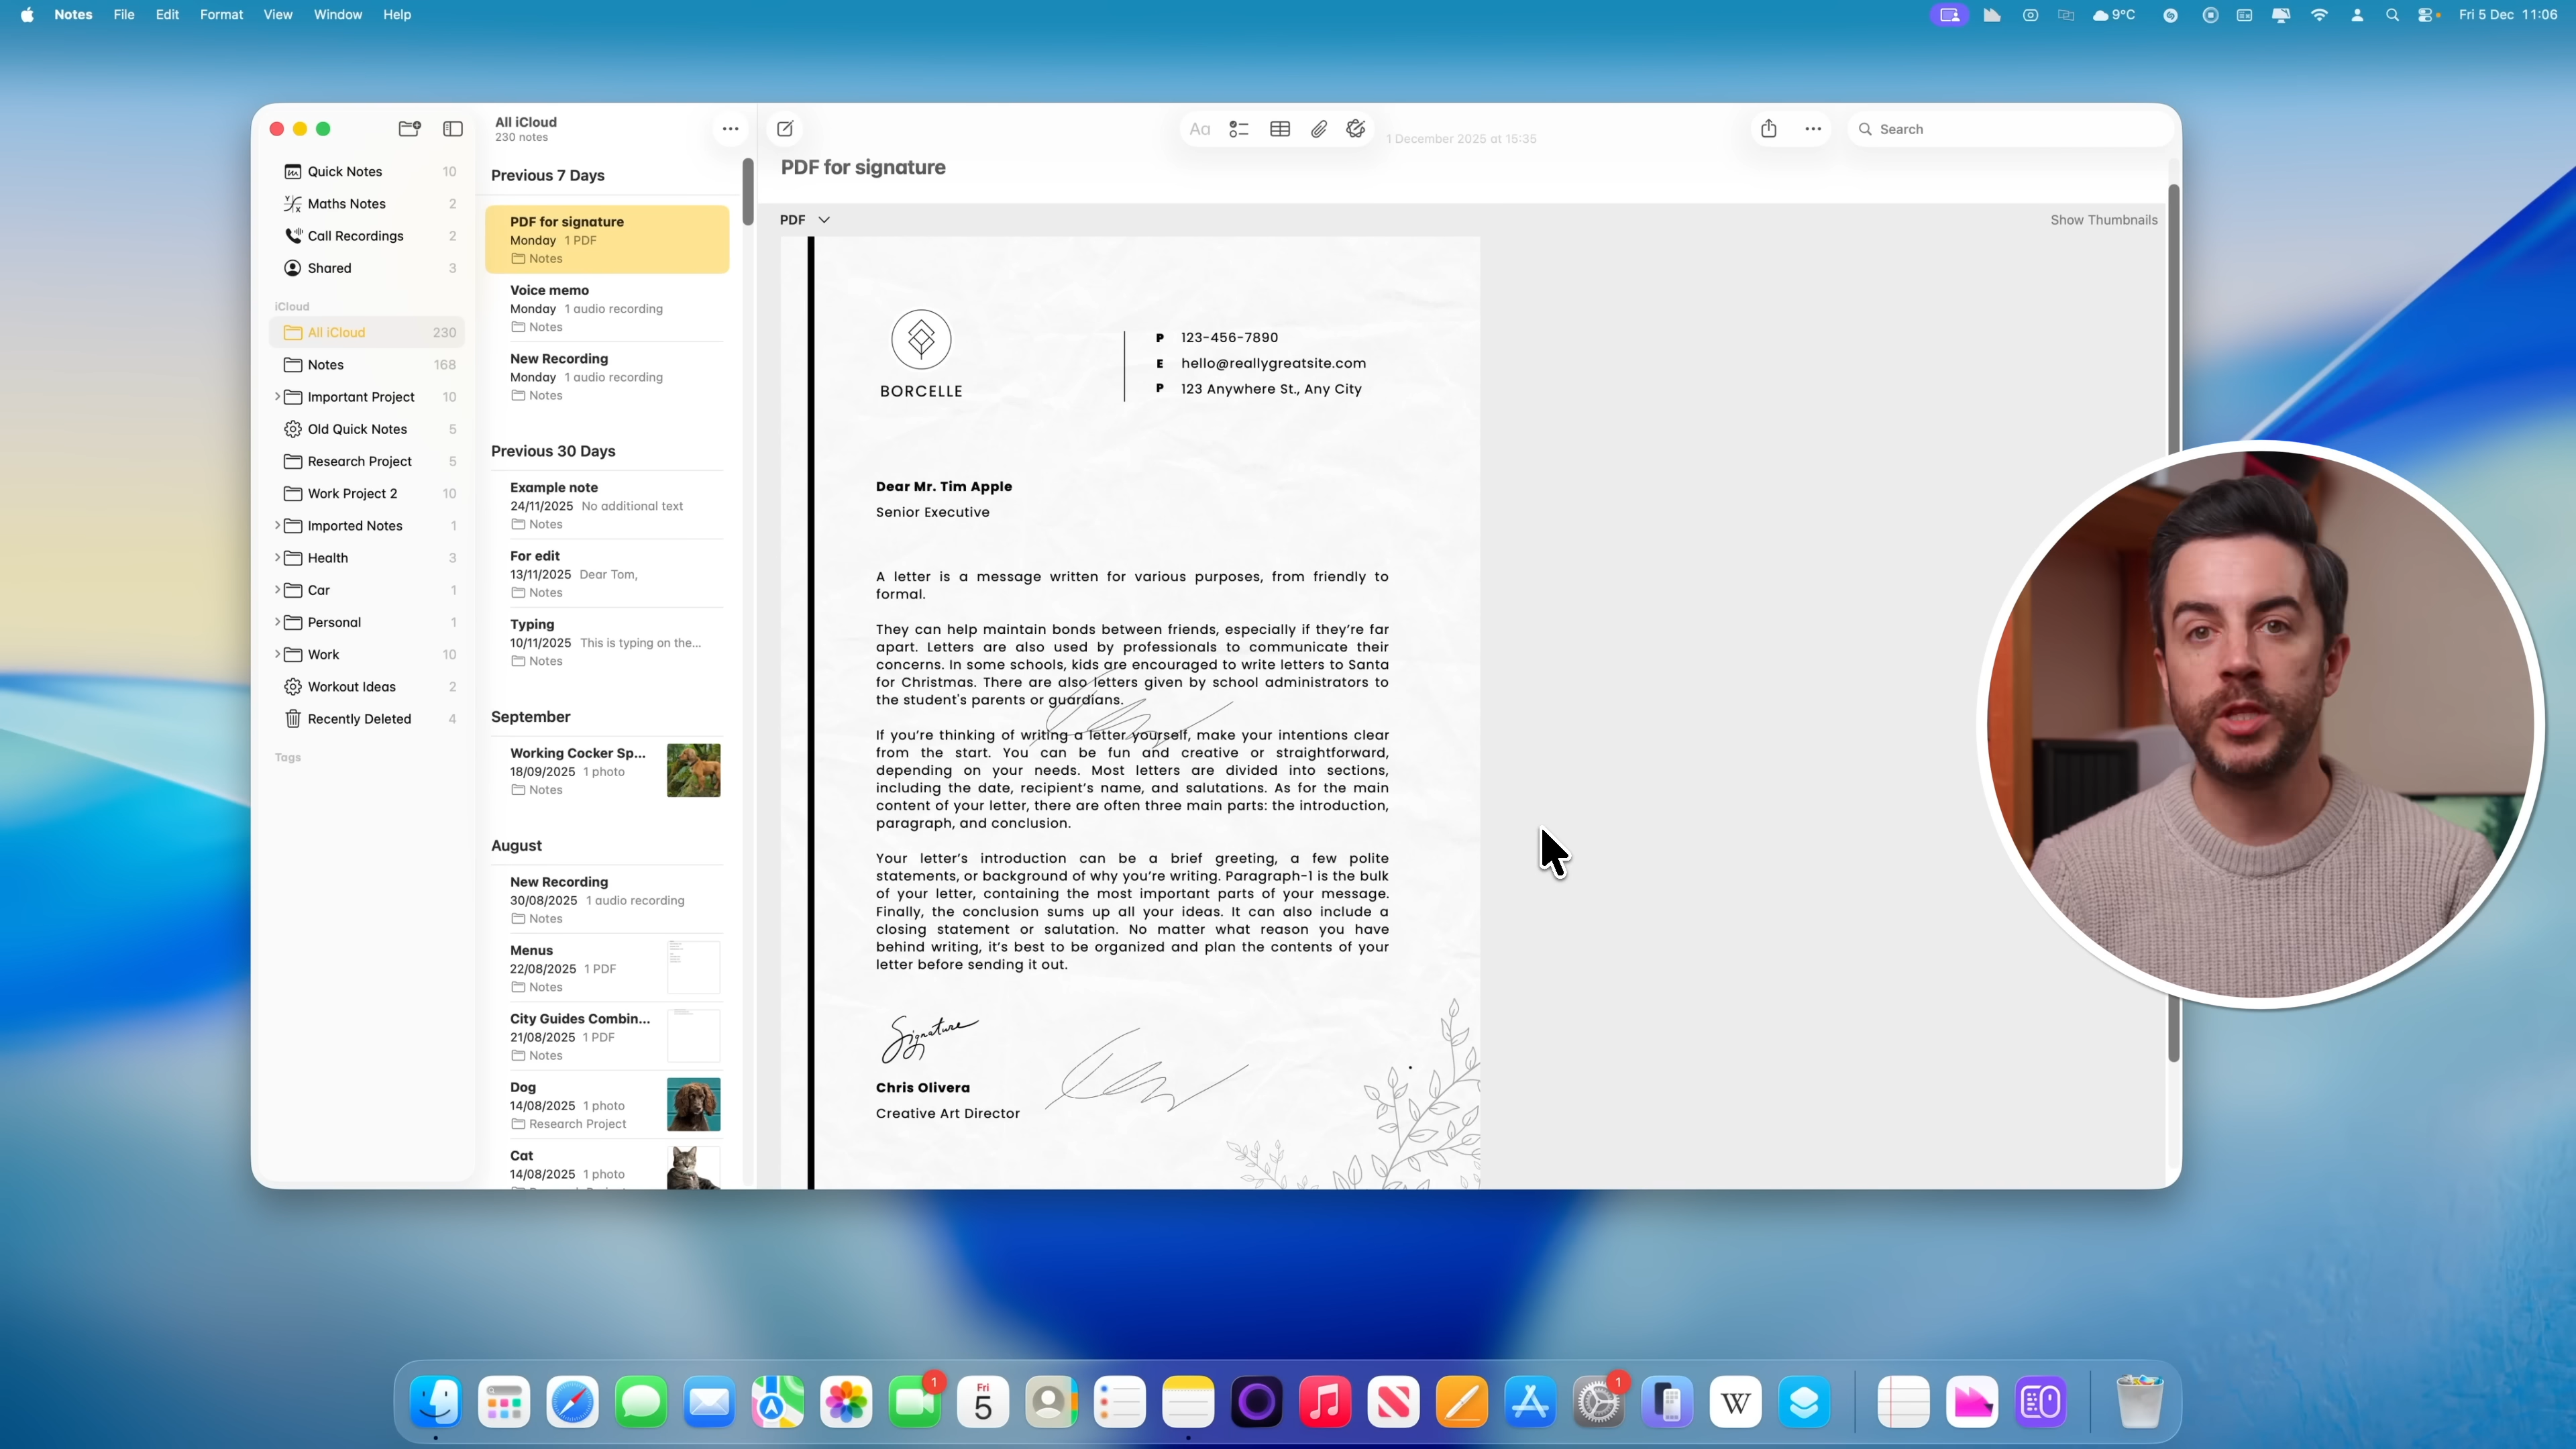 Notes File Edit Format View Window Help 9°C Fri 5 Dec 11:06
All iCloud
230 notes
Aa
1 December 2025 at 15:35
Search
Quick Notes 10
Maths Notes 2
Call Recordings 2
Shared 3
iCloud
All iCloud 230
Notes 168
Important Project 10
Old Quick Notes 5
Research Project 5
Work Project 2 10
Imported Notes 1
Health 3
Car 1
Personal 1
Work 10
Workout Ideas 2
Recently Deleted 4
Tags
Previous 7 Days
PDF for signature
Monday 1 PDF
Notes
Voice memo
Monday 1 audio recording
Notes
New Recording
Monday 1 audio recording
Notes
Previous 30 Days
Example note
24/11/2025 No additional text
Notes
For edit
13/11/2025 Dear Tom,
Notes
Typing
10/11/2025 This is typing on the...
Notes
September
Working Cocker Sp...
18/09/2025 1 photo
Notes
August
New Recording
30/08/2025 1 audio recording
Notes
Menus
22/08/2025 1 PDF
Notes
City Guides Combin...
21/08/2025 1 PDF
Notes
Dog
14/08/2025 1 photo
Research Project
Cat
14/08/2025 1 photo
PDF for signature
PDF
Show Thumbnails
BORCELLE
P 123-456-7890
E hello@reallygreatsite.com
P 123 Anywhere St., Any City
Dear Mr. Tim Apple
Senior Executive
A letter is a message written for various purposes, from friendly to
formal.
They can help maintain bonds between friends, especially if they're far
apart. Letters are also used by professionals to communicate their
concerns. In some schools, kids are encouraged to write letters to Santa
for Christmas. There are also letters given by school administrators to
the student's parents or guardians.
If you're thinking of writing a letter yourself, make your intentions clear
from the start. You can be fun and creative or straightforward,
depending on your needs. Most letters are divided into sections,
including the date, recipient's name, and salutations. As for the main
content of your letter, there are often three main parts: the introduction,
paragraph, and conclusion.
Your letter's introduction can be a brief greeting, a few polite
statements, or background of why you're writing. Paragraph-1 is the bulk
of your letter, containing the most important parts of your message.
Finally, the conclusion sums up all your ideas. It can also include a
closing statement or salutation. No matter what reason you have
behind writing, it's best to be organized and plan the contents of your
letter before sending it out.
Signature
Chris Olivera
Creative Art Director
1
Fri
5
1
W